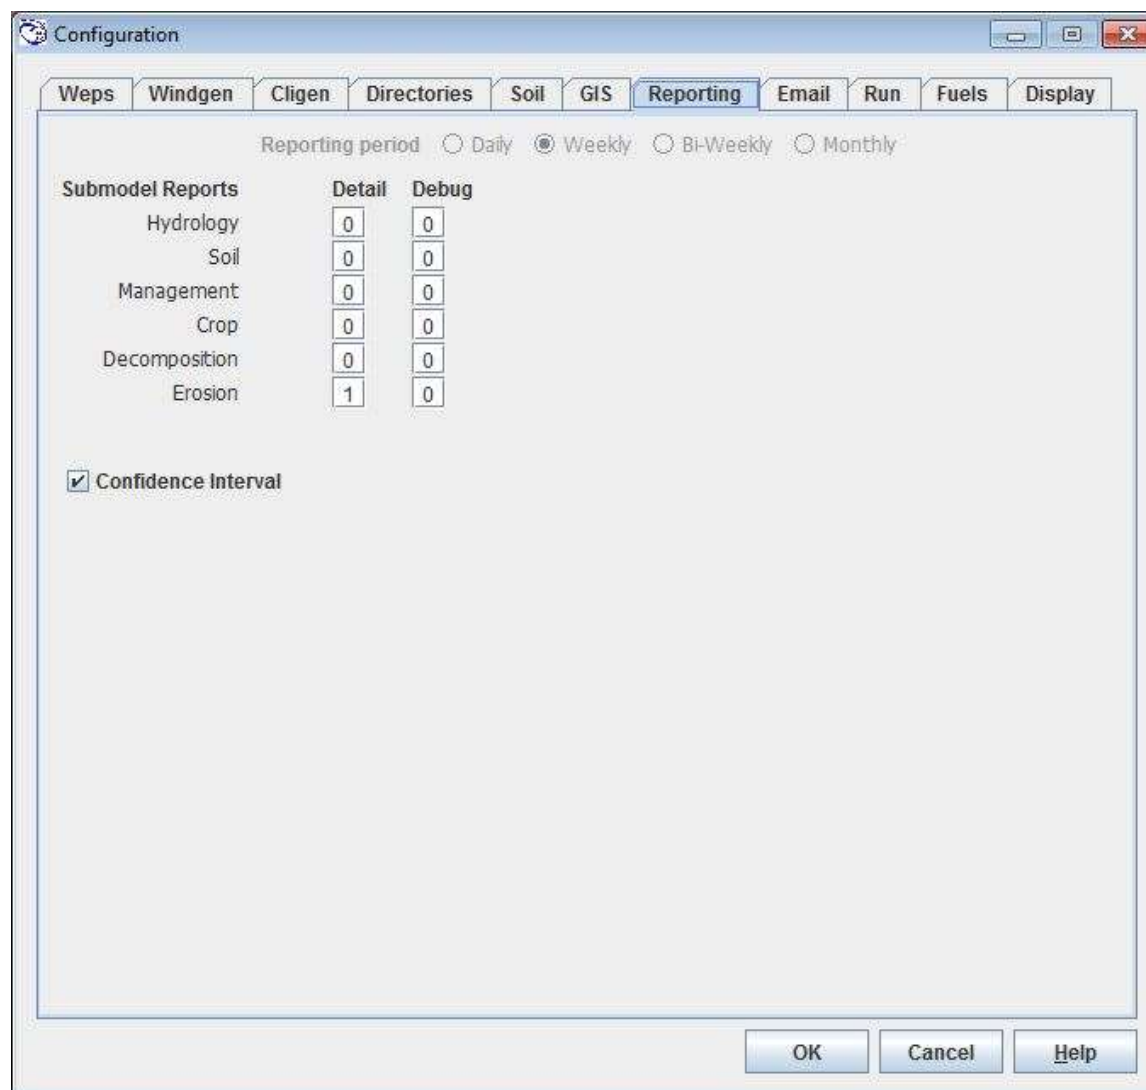 Configuration
Weps Windgen Cligen Directories Soil GIS Reporting Email Run Fuels Display
Reporting period Daily Weekly Bi-Weekly Monthly
Submodel Reports Detail Debug
Hydrology 0 0
Soil 0 0
Management 0 0
Crop 0 0
Decomposition 0 0
Erosion 1 0
Confidence Interval
OK Cancel Help